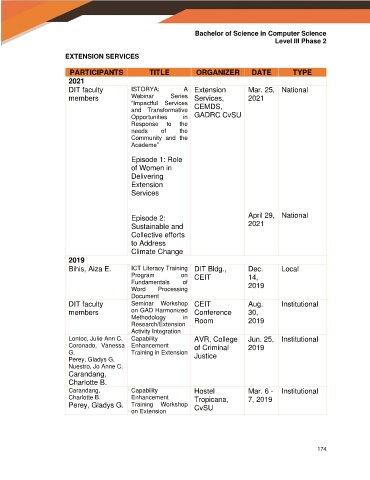 Bachelor of Science in Computer Science
Level III Phase 2
EXTENSION SERVICES
PARTICIPANTS TITLE ORGANIZER DATE TYPE
2021
DIT faculty members
ISTORYA: A
Webinar Series
"Impactful Services
and Transformative
Opportunities in
Response to the
needs of the
Community and the
Academe"
Episode 1: Role
of Women in
Delivering
Extension
Services
Extension
Services,
CEMDS,
GADRC CvSU
Mar. 25,
2021
National
Episode 2:
Sustainable and
Collective efforts
to Address
Climate Change
April 29,
2021
National
2019
Bihis, Aiza E.
ICT Literacy Training
Program on
Fundamentals of
Word Processing
Document
DIT Bldg.,
CEIT
Dec.
14,
2019
Local
DIT faculty
members
Seminar Workshop
on GAD Harmonized
Methodology in
Research/Extension
Activity Integration
CEIT
Conference
Room
Aug.
30,
2019
Institutional
Lontoc, Julie Ann C.
Coronado, Vanessa
G.
Perey, Gladys G.
Nuestro, Jo Anne C.
Carandang,
Charlotte B.
Capability
Enhancement
Training in Extension
AVR, College
of Criminal
Justice
Jun. 25,
2019
Institutional
Carandang,
Charlotte B.
Perey, Gladys G.
Capability
Enhancement
Training Workshop
on Extension
Hostel
Tropicana,
CvSU
Mar. 6 -
7, 2019
Institutional
174